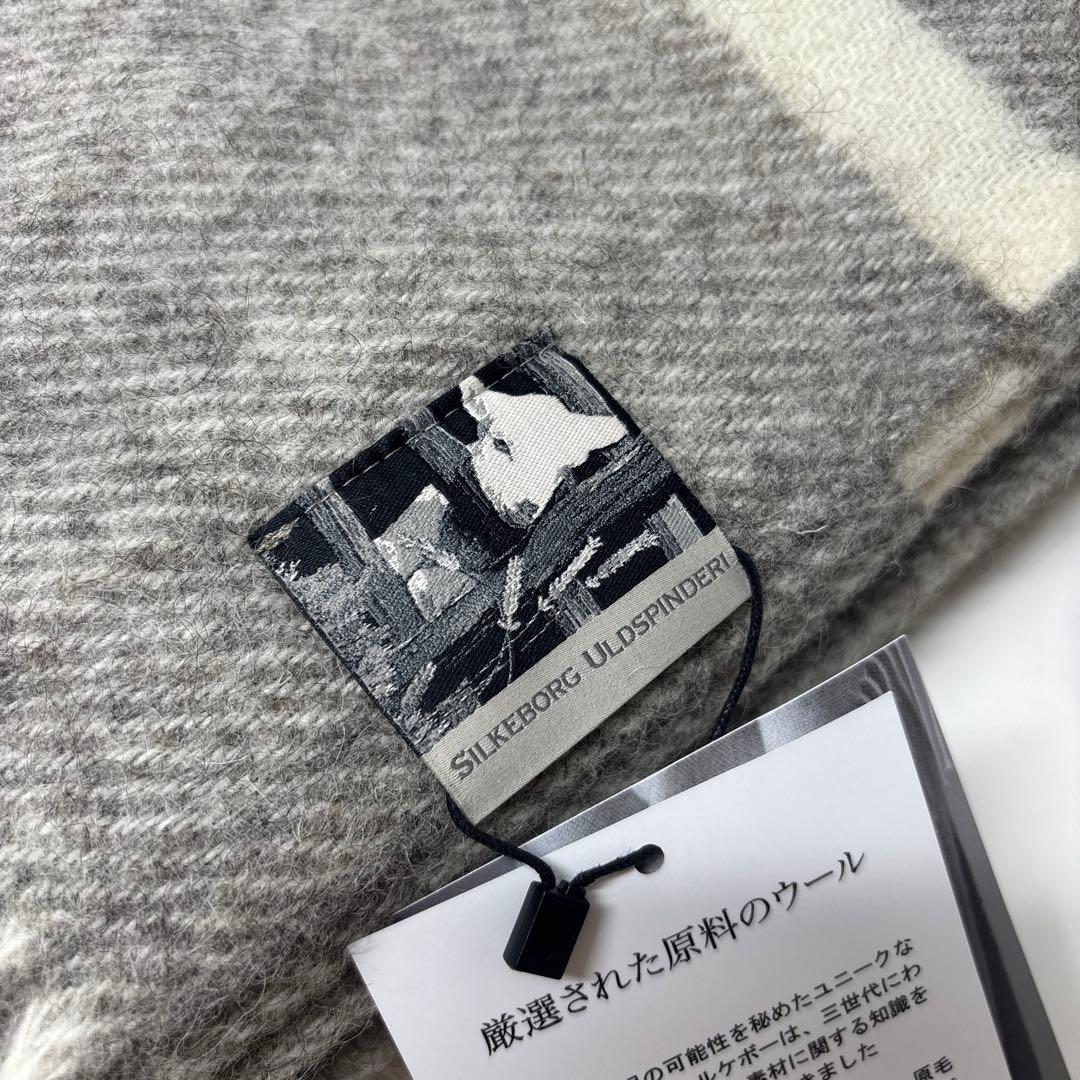 SILKEBORG ULDSPINDERI
厳選された原料のウール
の可能性を秘めたユニークな
ルケボーは、三世代にわ
素材に関する知識を
きました
原毛